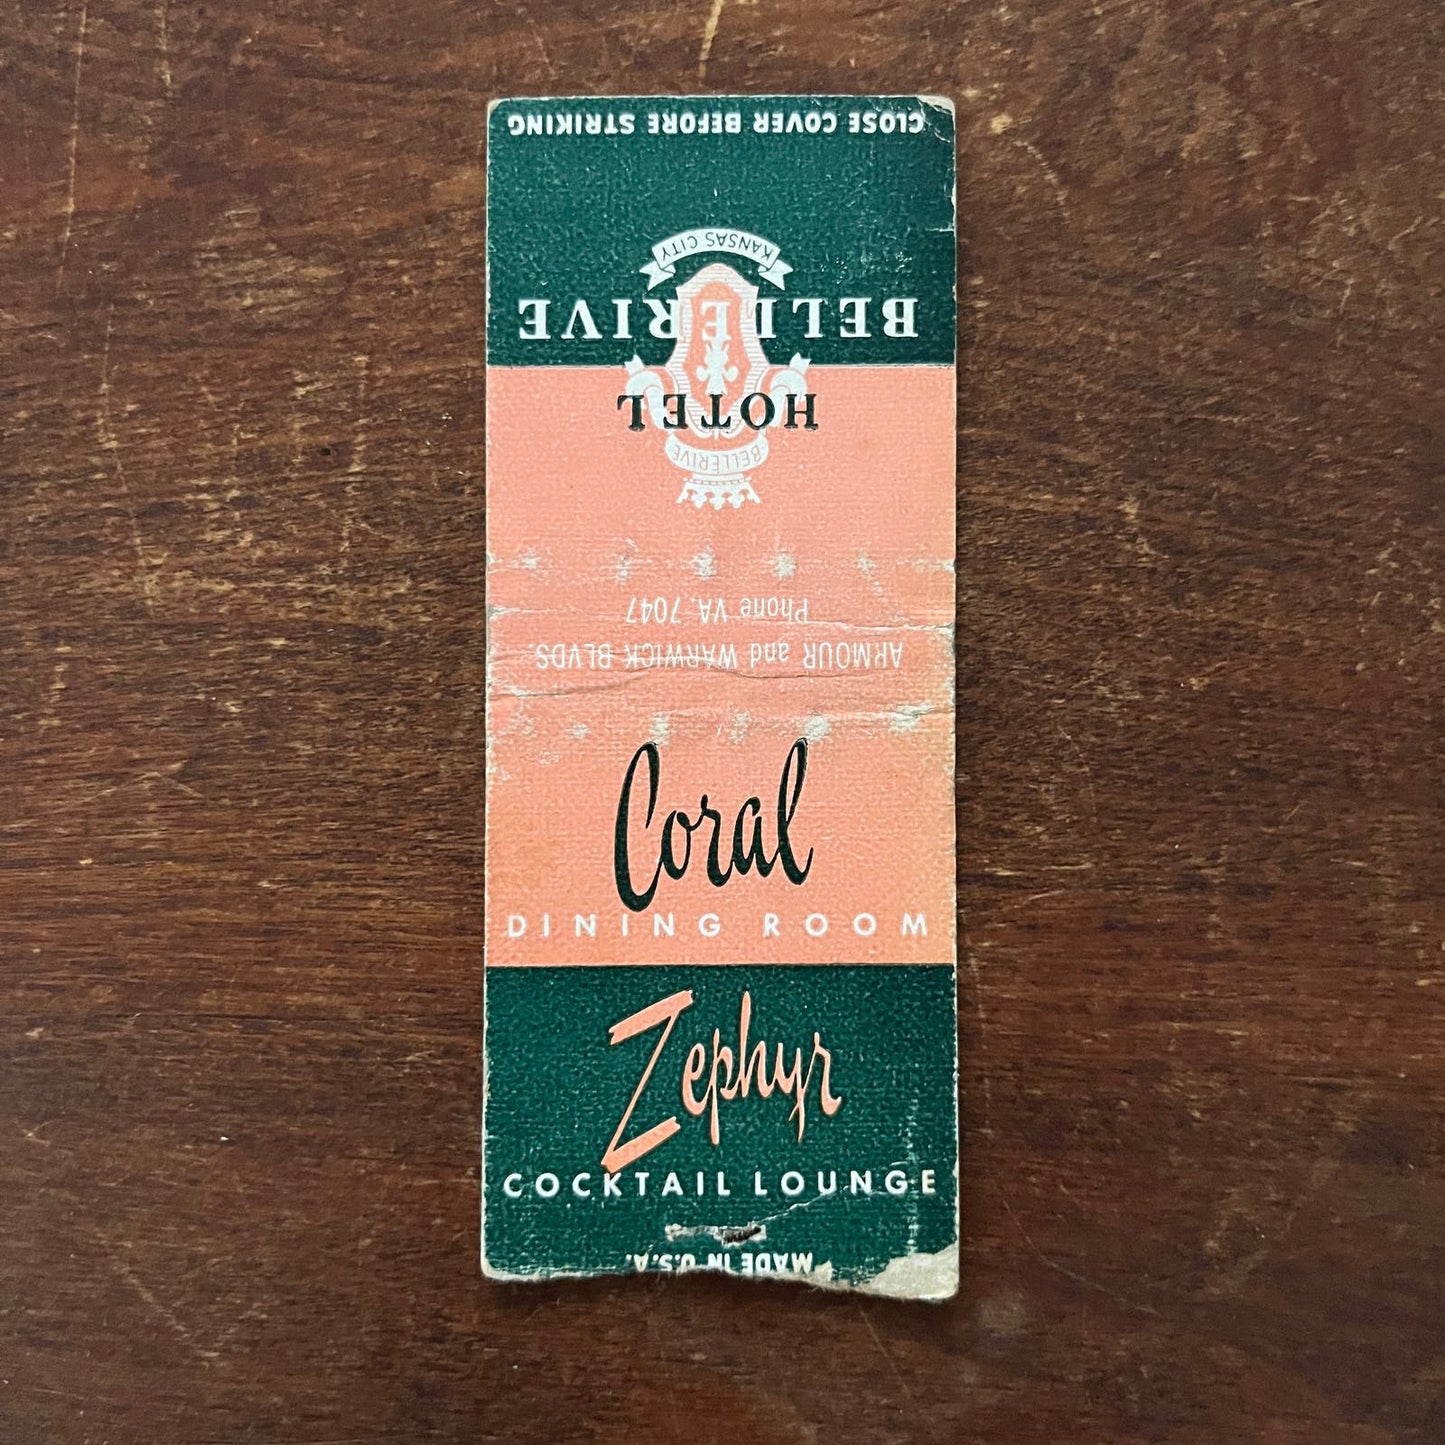 CLOSE COVER BEFORE STRIKING
KANSAS CITY
BELLERIVE
HOTEL
BELLERIVE
Phone VA. 7047
ARMOUR and WARWICK BLVDS.
Coral
DINING ROOM
Zephyr
COCKTAIL LOUNGE
MADE IN U.S.A.